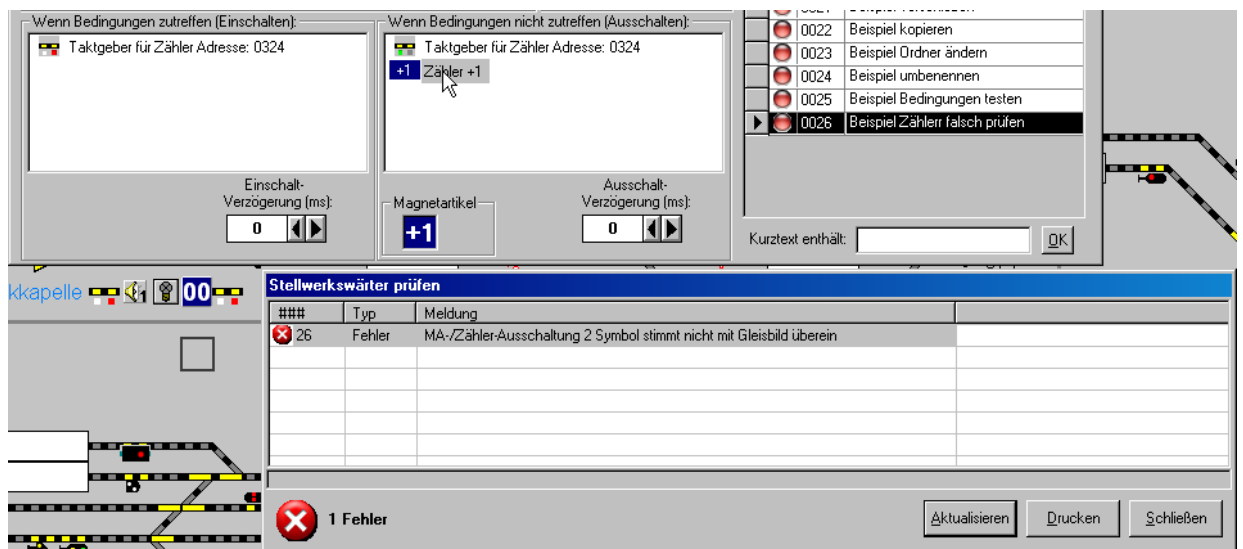 Wenn Bedingungen zutreffen (Einschalten):
Taktgeber für Zähler Adresse: 0324
Einschalt-
Verzögerung (ms):
0
Wenn Bedingungen nicht zutreffen (Ausschalten):
Taktgeber für Zähler Adresse: 0324
+1 Zähler +1
Magnetartikel
+1
Ausschalt-
Verzögerung (ms):
0
0022 Beispiel kopieren
0023 Beispiel Ordner ändern
0024 Beispiel umbenennen
0025 Beispiel Bedingungen testen
0026 Beispiel Zählerr falsch prüfen
Kurztext enthält:
OK
kkapelle
1
00
Stellwerkswärter prüfen
### Typ Meldung
26 Fehler MA-/Zähler-Ausschaltung 2 Symbol stimmt nicht mit Gleisbild überein
1 Fehler
Aktualisieren Drucken Schließen